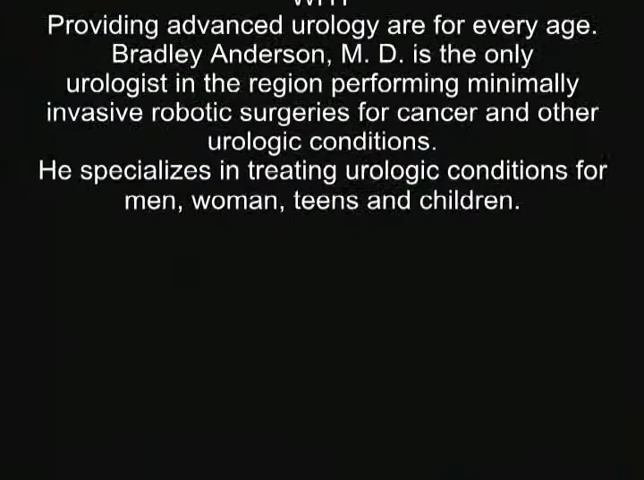 Providing advanced urology are for every age.
Bradley Anderson, M. D. is the only
urologist in the region performing minimally
invasive robotic surgeries for cancer and other
urologic conditions.
He specializes in treating urologic conditions for
men, woman, teens and children.